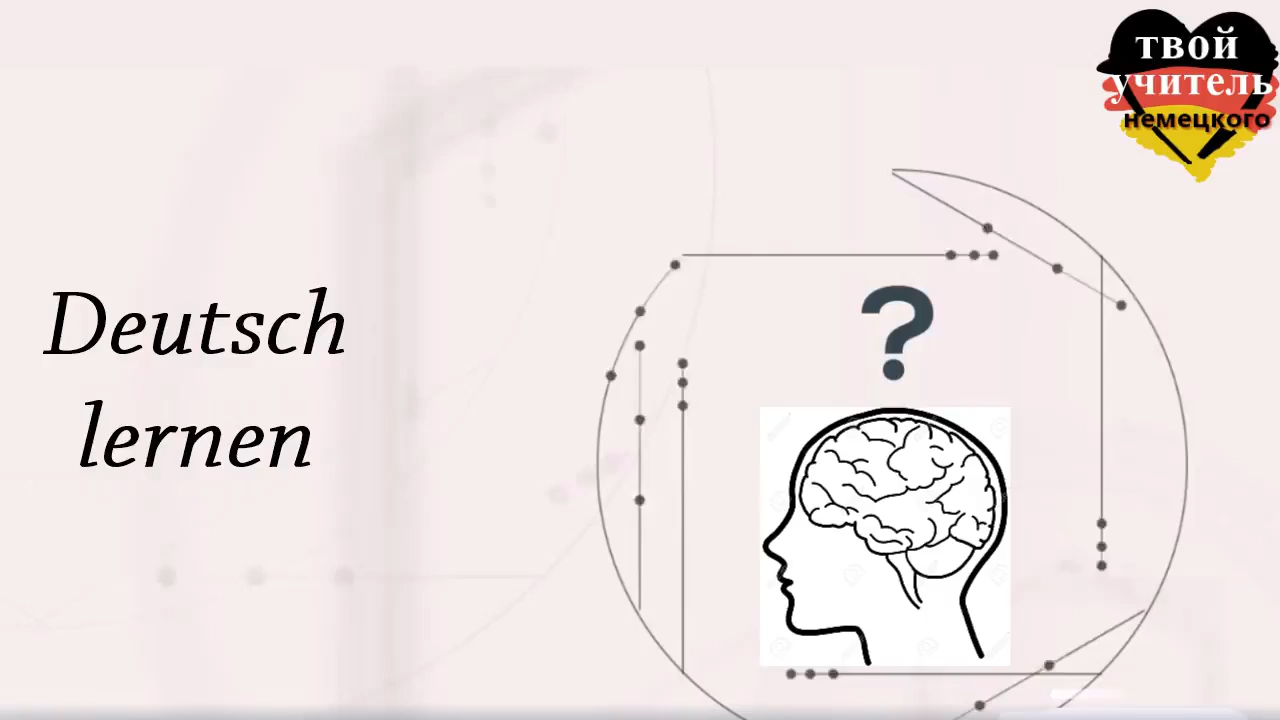 твой
учитель
немецкого
Deutsch
lernen
?